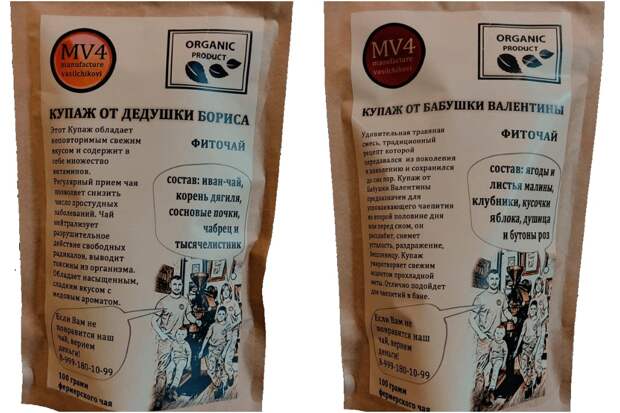 MV4
manufacture
vasilchikovi
ORGANIC
PRODUCT
КУПАЖ ОТ ДЕДУШКИ БОРИСА
Этот Купаж обладает
неповторимым свежим
вкусом и содержит в
себе множество
витаминов.
Регулярный прием чая
позволяет снизить
число простудных
заболеваний. Чай
нейтрализует
разрушительное
действие свободных
радикалов, выводит
токсины из организма.
Обладает насыщенным,
сладким вкусом с
медовым ароматом.
ФИТОЧАЙ
состав: иван-чай,
корень дягиля,
сосновые почки,
чабрец и
тысячелистник
Если Вам не
понравится наш
чай, вернем
деньги!
8-999-180-10-99
100 грамм
фермерского чая
MV4
manufacture
vasilchikovi
ORGANIC
PRODUCT
КУПАЖ ОТ БАБУШКИ ВАЛЕНТИНЫ
Удивительная травяная
смесь, традиционный
рецепт которой
передавался из поколения
в поколению и сохранился
до сих пор. Купаж от
Бабушки Валентины
предназначен для
успокаивающего чаепития
во второй половине дня
или перед сном, он
расслабит, снимет
усталость, раздражение,
бессонницу. Купаж
умиротворяет свежим
ароматом прохладной
мяты. Отлично подойдет
для чаепитий в бане.
ФИТОЧАЙ
состав: ягоды и
листья малины,
клубники, кусочки
яблока, душица
и бутоны роз
Если Вам не
понравится наш
чай, вернем
деньги!
8-999-180-10-99
100 грамм
фермерского чая